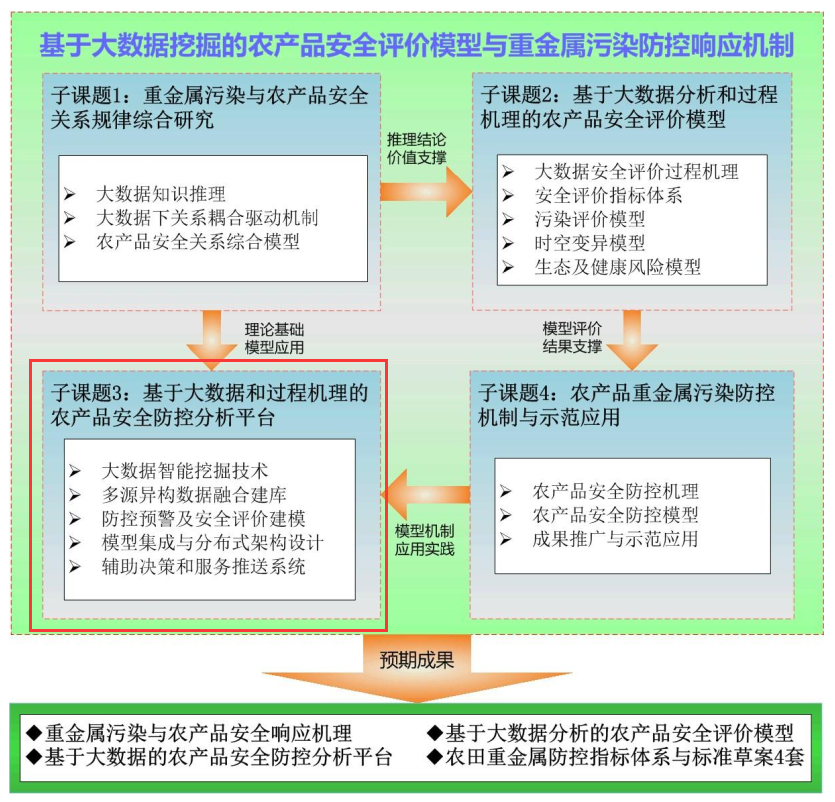 基于大数据挖掘的农产品安全评价模型与重金属污染防控响应机制
子课题1：重金属污染与农产品安全
关系规律综合研究
➢ 大数据知识推理
➢ 大数据下关系耦合驱动机制
➢ 农产品安全关系综合模型
推理结论
价值支撑
子课题2：基于大数据分析和过程
机理的农产品安全评价模型
➢ 大数据安全评价过程机理
➢ 安全评价指标体系
➢ 污染评价模型
➢ 时空变异模型
➢ 生态及健康风险模型
理论基础
模型应用
模型评价
结果支撑
子课题3：基于大数据和过程机理的
农产品安全防控分析平台
➢ 大数据智能挖掘技术
➢ 多源异构数据融合建库
➢ 防控预警及安全评价建模
➢ 模型集成与分布式架构设计
➢ 辅助决策和服务推送系统
模型机制
应用实践
子课题4：农产品重金属污染防控
机制与示范应用
➢ 农产品安全防控机理
➢ 农产品安全防控模型
➢ 成果推广与示范应用
预期成果
◆重金属污染与农产品安全响应机理
◆基于大数据分析的农产品安全评价模型
◆基于大数据的农产品安全防控分析平台
◆农田重金属防控指标体系与标准草案4套